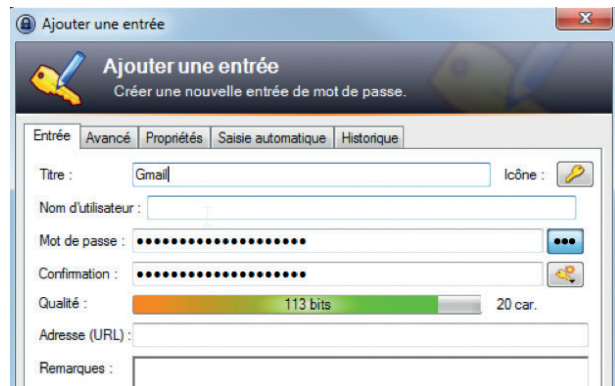 Ajouter une entrée
Ajouter une entrée
Créer une nouvelle entrée de mot de passe.
Entrée Avancé Propriétés Saisie automatique Historique
Titre : Gmail Icône :
Nom d'utilisateur :
Mot de passe : ●●●●●●●●●●●●●●●●●●●● ●●●
Confirmation : ●●●●●●●●●●●●●●●●●●●●
Qualité : 113 bits 20 car.
Adresse (URL) :
Remarques :